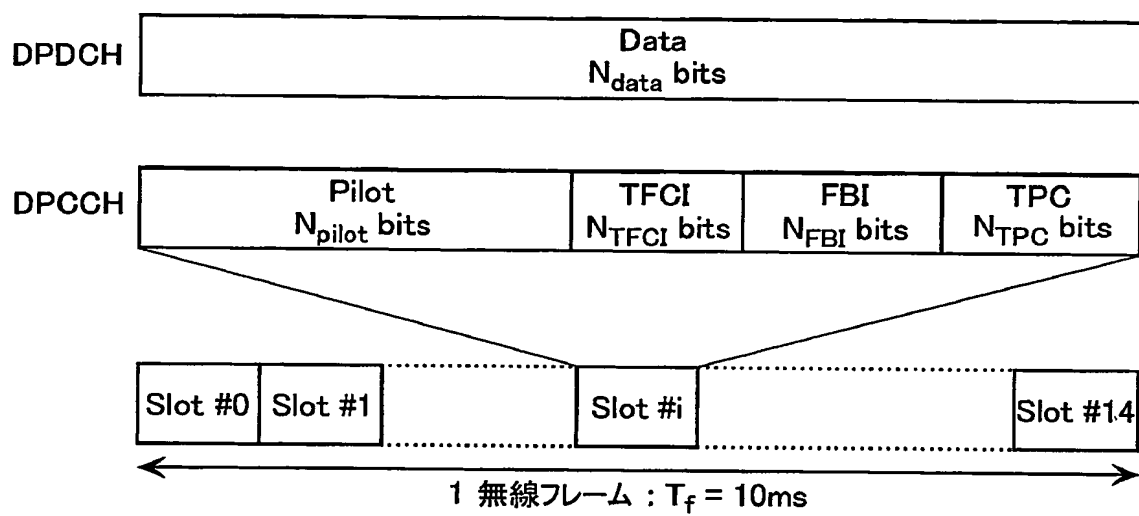 DPDCH
Data
N_data bits
DPCCH
Pilot
N_pilot bits
TFCI
N_TFCI bits
FBI
N_FBI bits
TPC
N_TPC bits
Slot #0
Slot #1
Slot #i
Slot #14
1 無線フレーム : T_f = 10ms